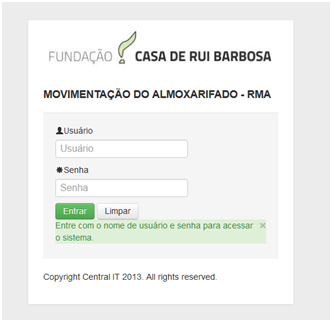 FUNDAÇÃO CASA DE RUI BARBOSA
MOVIMENTAÇÃO DO ALMOXARIFADO - RMA
Usuário
Usuário
Senha
Senha
Entrar Limpar
Entre com o nome de usuário e senha para acessar ×
o sistema.
Copyright Central IT 2013. All rights reserved.